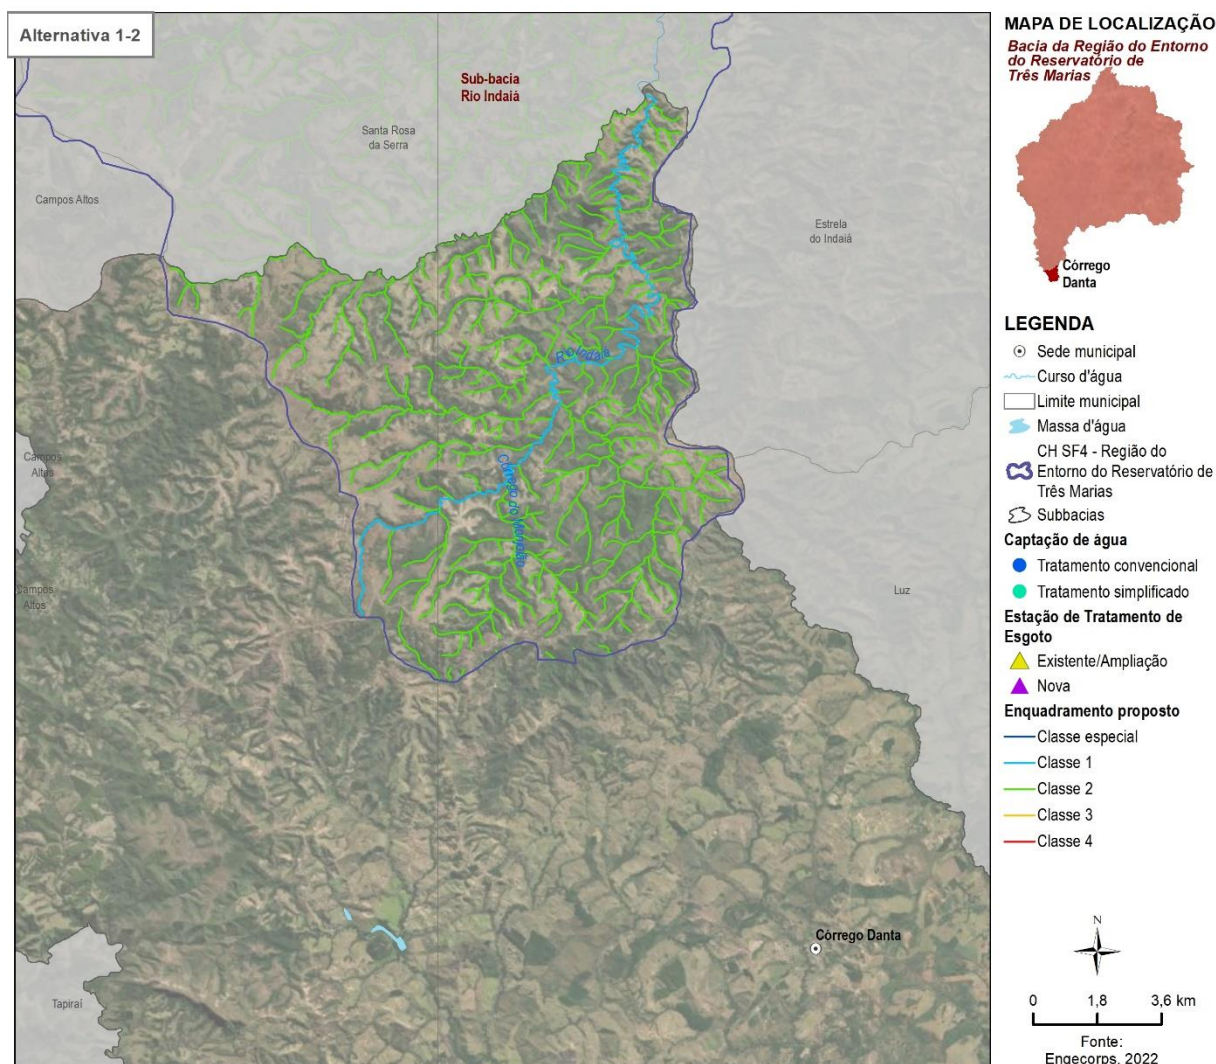 Alternativa 1-2
Sub-bacia
Rio Indaiá
Santa Rosa
da Serra
Campos Altos
Estrela
do Indaiá
Rio Indaiá
Campos
Altos
Córrego do Mingote
Campos
Altos
Luz
Córrego Danta
Tapiraí
MAPA DE LOCALIZAÇÃO
Bacia da Região do Entorno
do Reservatório de
Três Marias
Córrego
Danta
LEGENDA
Sede municipal
Curso d'água
Limite municipal
Massa d'água
CH SF4 - Região do
Entorno do Reservatório de
Três Marias
Subbacias
Captação de água
Tratamento convencional
Tratamento simplificado
Estação de Tratamento de
Esgoto
Existente/Ampliação
Nova
Enquadramento proposto
Classe especial
Classe 1
Classe 2
Classe 3
Classe 4
N
0 1,8 3,6 km
Fonte:
Engecorps, 2022